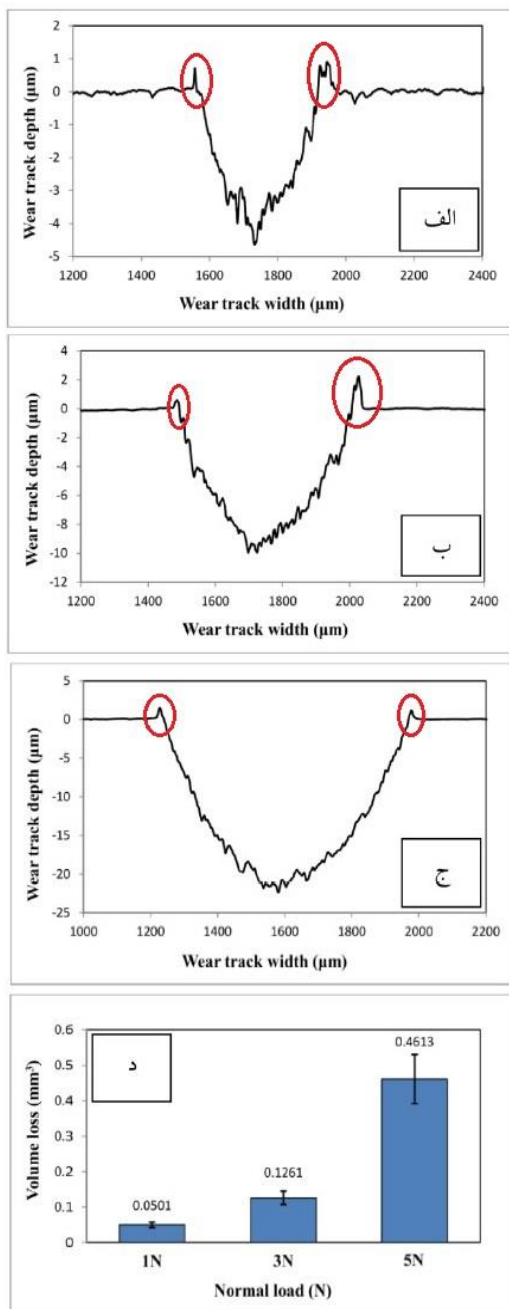 2
1
0
-1
-2
-3
-4
-5
Wear track depth (µm)
الف
1200 1400 1600 1800 2000 2200 2400
Wear track width (µm)
4
2
0
-2
-4
-6
-8
-10
-12
Wear track depth (µm)
ب
1200 1400 1600 1800 2000 2200 2400
Wear track width (µm)
5
0
-5
-10
-15
-20
-25
Wear track depth (µm)
ج
1000 1200 1400 1600 1800 2000 2200
Wear track width (µm)
0.6
0.5
0.4
0.3
0.2
0.1
0
Volume loss (mm³)
د
0.0501
0.1261
0.4613
1N 3N 5N
Normal load (N)